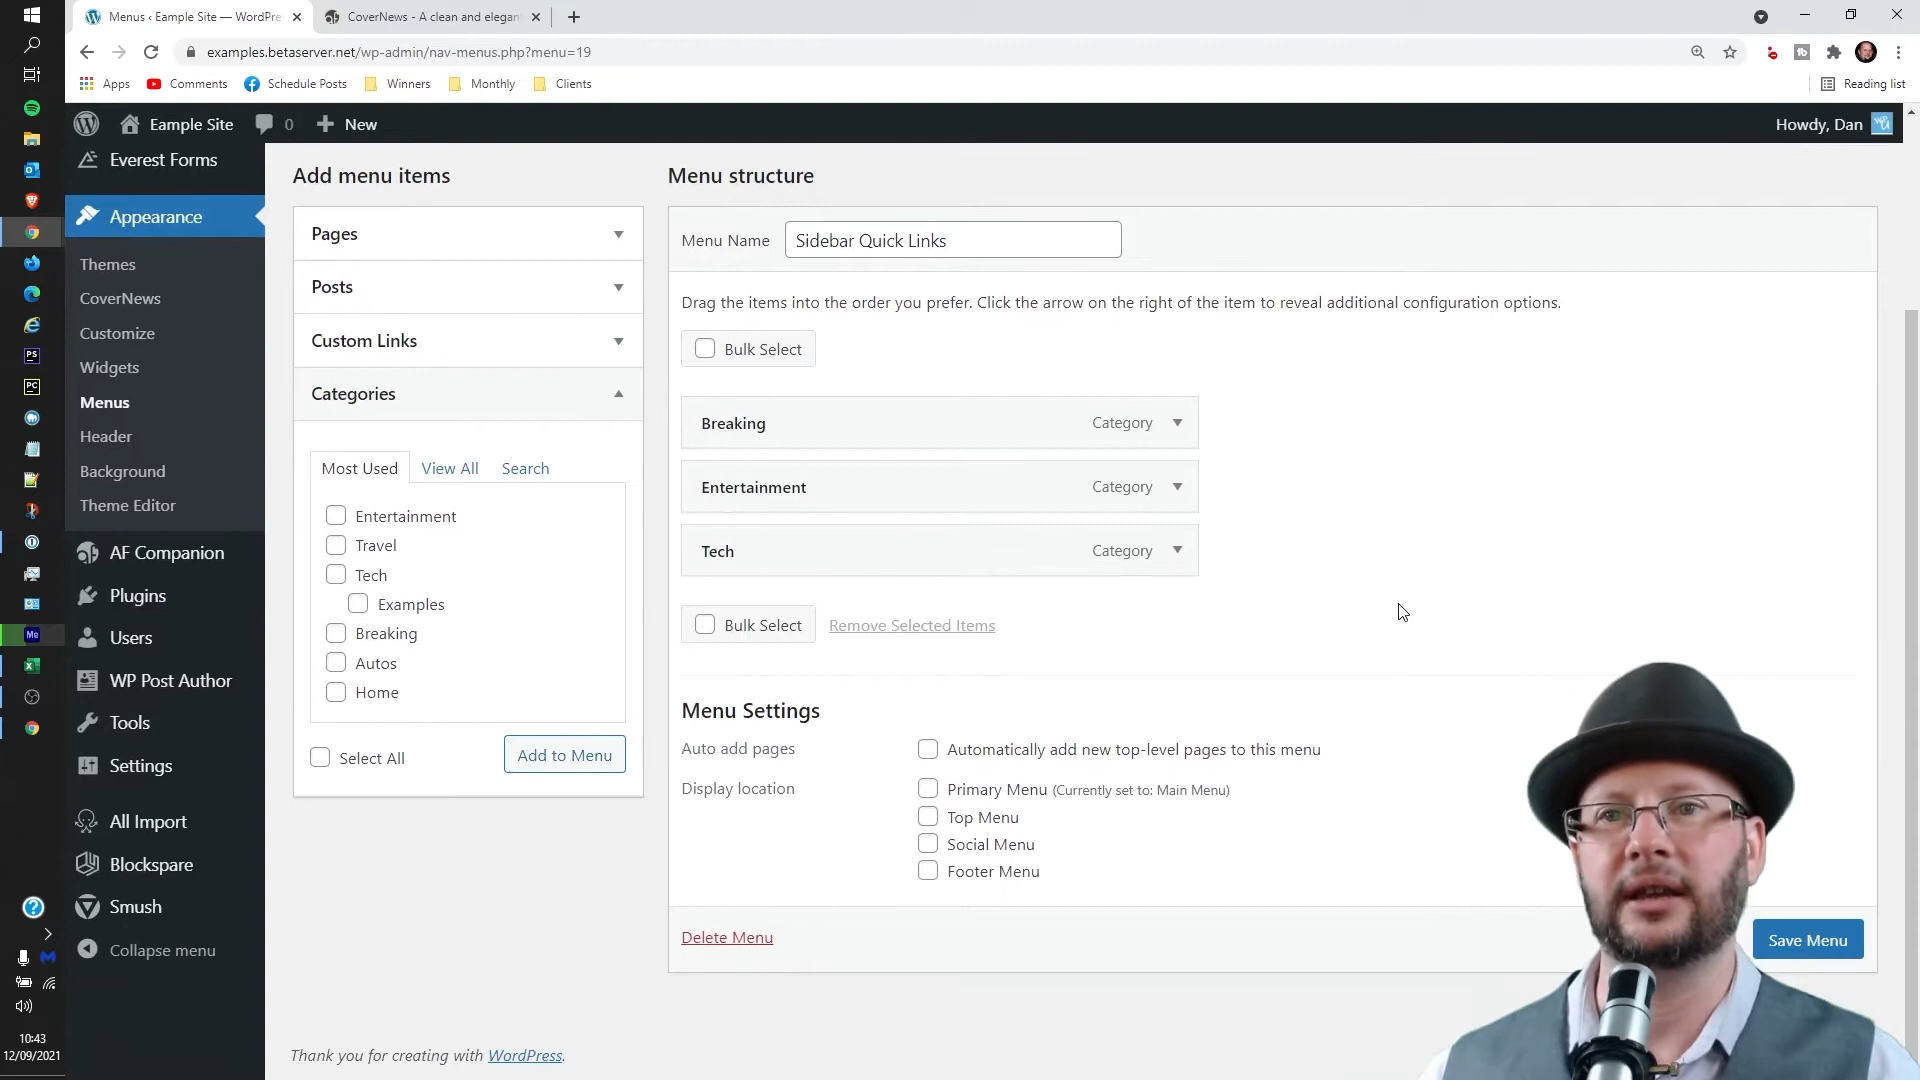 Menus ‹ Eample Site — WordPre
CoverNews - A clean and elegan
examples.betaserver.net/wp-admin/nav-menus.php?menu=19
Apps
Comments
Schedule Posts
Winners
Monthly
Clients
Reading list
Eample Site
0
New
Howdy, Dan
Everest Forms
Appearance
Themes
CoverNews
Customize
Widgets
Menus
Header
Background
Theme Editor
AF Companion
Plugins
Users
WP Post Author
Tools
Settings
All Import
Blockspare
Smush
Collapse menu
Add menu items
Pages
Posts
Custom Links
Categories
Most Used
View All
Search
Entertainment
Travel
Tech
Examples
Breaking
Autos
Home
Select All
Add to Menu
Menu structure
Menu Name
Sidebar Quick Links
Drag the items into the order you prefer. Click the arrow on the right of the item to reveal additional configuration options.
Bulk Select
Breaking
Category
Entertainment
Category
Tech
Category
Bulk Select
Remove Selected Items
Menu Settings
Auto add pages
Automatically add new top-level pages to this menu
Display location
Primary Menu (Currently set to: Main Menu)
Top Menu
Social Menu
Footer Menu
Delete Menu
Save Menu
Thank you for creating with WordPress.
PS
PC
Me
10:43
12/09/2021